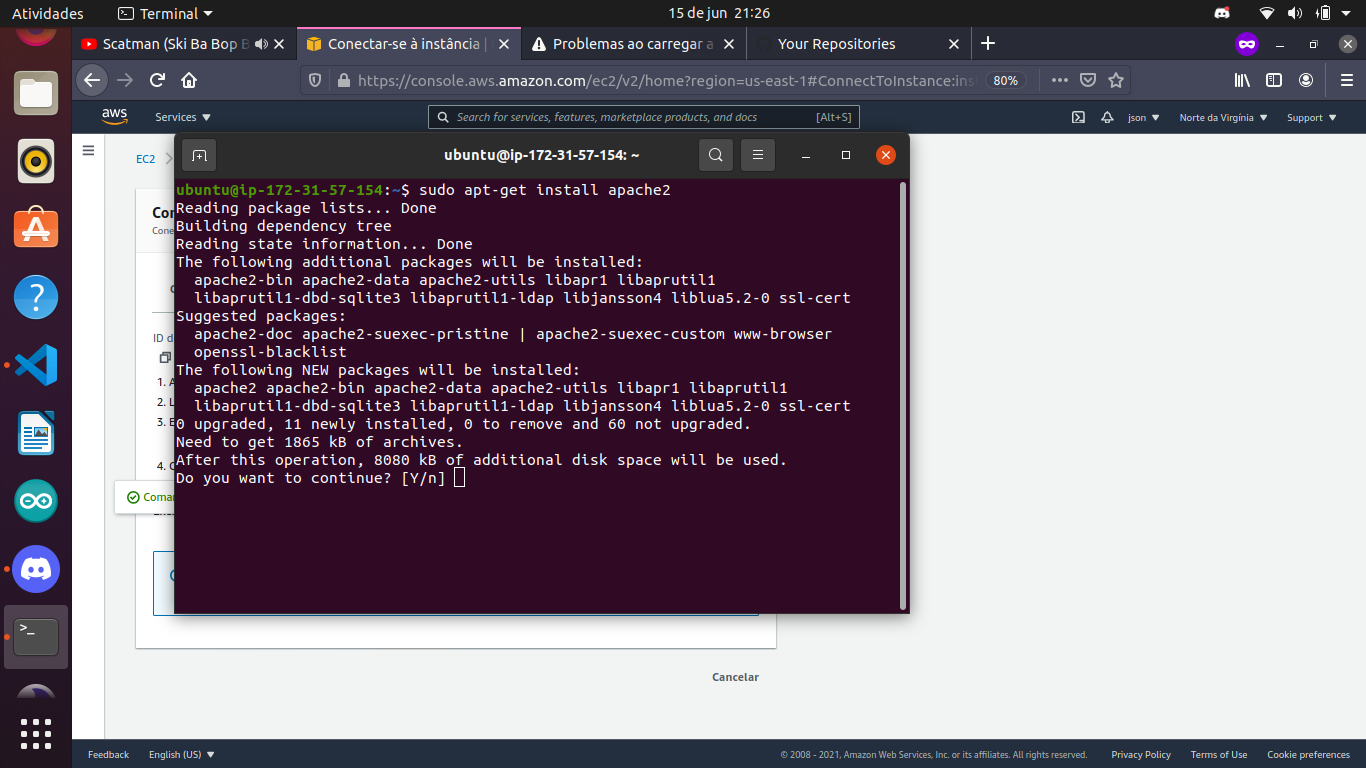 Atividades Terminal 15 de jun 21:26
Scatman (Ski Ba Bop B Conectar-se à instância | Problemas ao carregar a Your Repositories
https://console.aws.amazon.com/ec2/v2/home?region=us-east-1#ConnectToInstance:ins 80%
aws Services Search for services, features, marketplace products, and docs [Alt+S] json Norte da Virgínia Support
EC2
ubuntu@ip-172-31-57-154: ~
ubuntu@ip-172-31-57-154:~$ sudo apt-get install apache2
Reading package lists... Done
Building dependency tree
Reading state information... Done
The following additional packages will be installed:
apache2-bin apache2-data apache2-utils libapr1 libaprutil1
libaprutil1-dbd-sqlite3 libaprutil1-ldap libjansson4 liblua5.2-0 ssl-cert
Suggested packages:
apache2-doc apache2-suexec-pristine | apache2-suexec-custom www-browser
openssl-blacklist
The following NEW packages will be installed:
apache2 apache2-bin apache2-data apache2-utils libapr1 libaprutil1
libaprutil1-dbd-sqlite3 libaprutil1-ldap libjansson4 liblua5.2-0 ssl-cert
0 upgraded, 11 newly installed, 0 to remove and 60 not upgraded.
Need to get 1865 kB of archives.
After this operation, 8080 kB of additional disk space will be used.
Do you want to continue? [Y/n]
Con
Cone
ID d
1. A
2. L
3. E
4. C
Coma
Cancelar
Feedback English (US) © 2008 - 2021, Amazon Web Services, Inc. or its affiliates. All rights reserved. Privacy Policy Terms of Use Cookie preferences